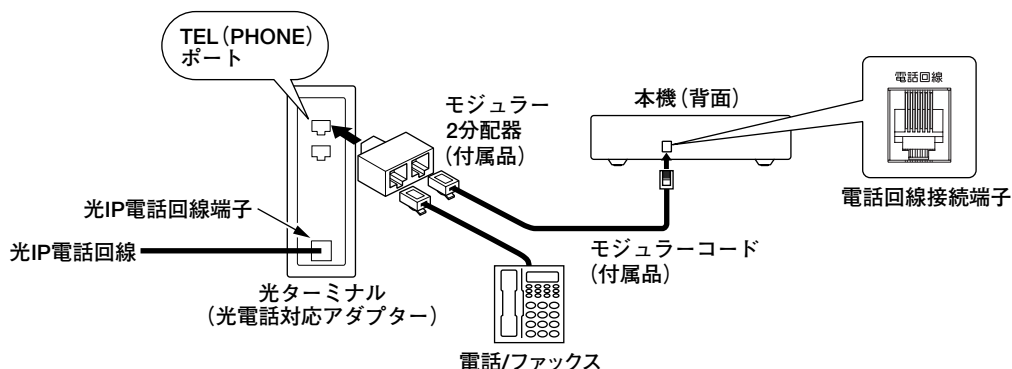 TEL(PHONE)
ポート
モジュラー
2分配器
(付属品)
本機(背面)
電話回線
電話回線接続端子
光IP電話回線端子
光IP電話回線
モジュラーコード
(付属品)
光ターミナル
(光電話対応アダプター)
電話/ファックス